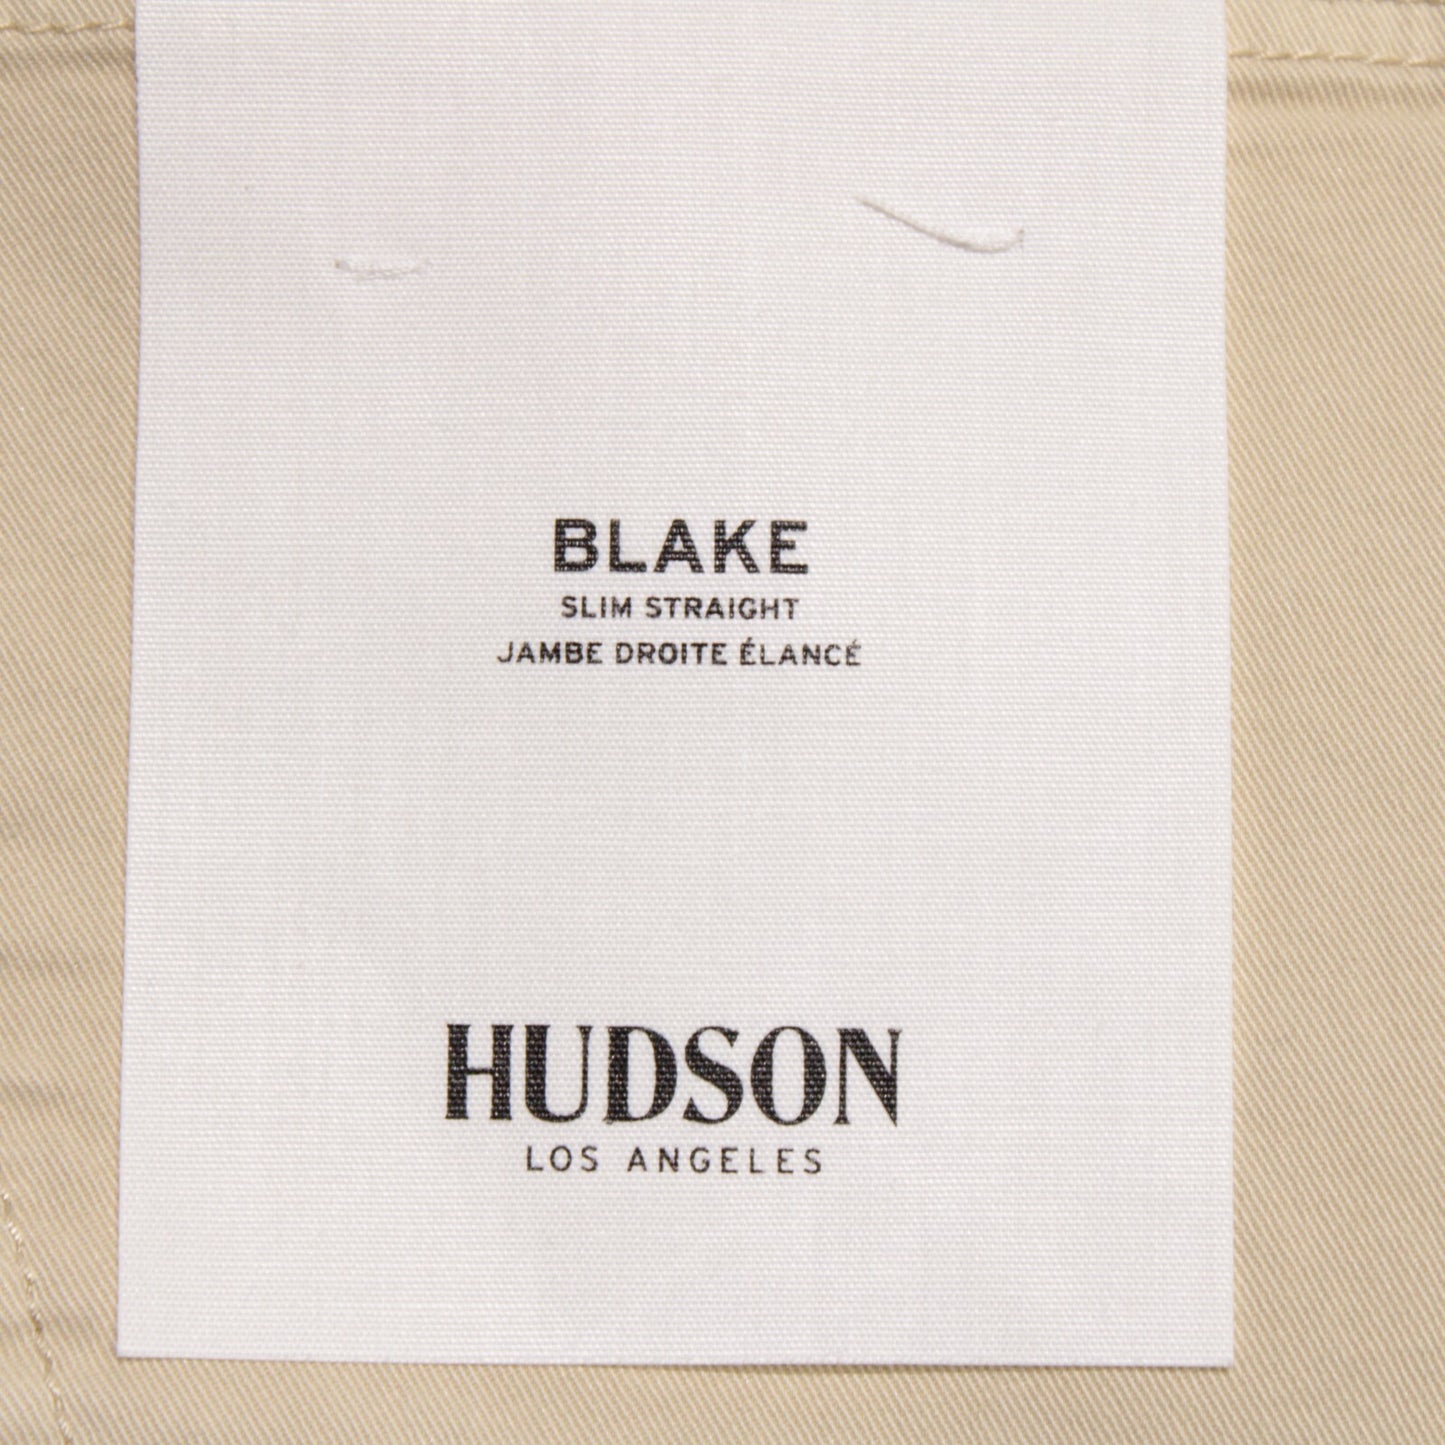 BLAKE
SLIM STRAIGHT
JAMBE DROITE ÉLANCÉ
HUDSON
LOS ANGELES